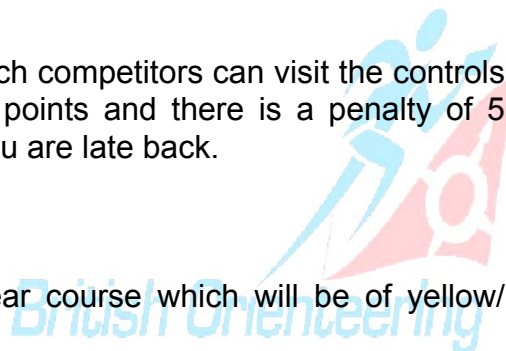 ch competitors can visit the controls
points and there is a penalty of 5
u are late back.
ear course which will be of yellow/
British Orienteering